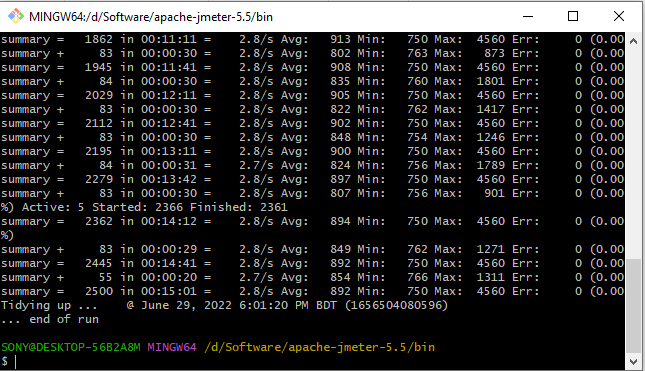 MINGW64:/d/Software/apache-jmeter-5.5/bin
summary =   1862 in 00:11:11 =    2.8/s Avg:   913 Min:   750 Max:  4560 Err:     0 (0.00
summary +     83 in 00:00:30 =    2.8/s Avg:   802 Min:   763 Max:   873 Err:     0 (0.00
summary =   1945 in 00:11:41 =    2.8/s Avg:   908 Min:   750 Max:  4560 Err:     0 (0.00
summary +     84 in 00:00:30 =    2.8/s Avg:   835 Min:   760 Max:  1801 Err:     0 (0.00
summary =   2029 in 00:12:11 =    2.8/s Avg:   905 Min:   750 Max:  4560 Err:     0 (0.00
summary +     83 in 00:00:30 =    2.8/s Avg:   822 Min:   762 Max:  1417 Err:     0 (0.00
summary =   2112 in 00:12:41 =    2.8/s Avg:   902 Min:   750 Max:  4560 Err:     0 (0.00
summary +     83 in 00:00:30 =    2.8/s Avg:   848 Min:   754 Max:  1246 Err:     0 (0.00
summary =   2195 in 00:13:11 =    2.8/s Avg:   900 Min:   750 Max:  4560 Err:     0 (0.00
summary +     84 in 00:00:31 =    2.7/s Avg:   824 Min:   756 Max:  1789 Err:     0 (0.00
summary =   2279 in 00:13:42 =    2.8/s Avg:   897 Min:   750 Max:  4560 Err:     0 (0.00
summary +     83 in 00:00:30 =    2.8/s Avg:   807 Min:   756 Max:   901 Err:     0 (0.00
%) Active: 5 Started: 2366 Finished: 2361
summary =   2362 in 00:14:12 =    2.8/s Avg:   894 Min:   750 Max:  4560 Err:     0 (0.00
%)
summary +     83 in 00:00:29 =    2.8/s Avg:   849 Min:   762 Max:  1271 Err:     0 (0.00
summary =   2445 in 00:14:41 =    2.8/s Avg:   892 Min:   750 Max:  4560 Err:     0 (0.00
summary +     55 in 00:00:20 =    2.7/s Avg:   854 Min:   766 Max:  1311 Err:     0 (0.00
summary =   2500 in 00:15:01 =    2.8/s Avg:   892 Min:   750 Max:  4560 Err:     0 (0.00
Tidying up ...    @ June 29, 2022 6:01:20 PM BDT (1656504080596)
... end of run
SONY@DESKTOP-56B2A8M MINGW64 /d/Software/apache-jmeter-5.5/bin
$